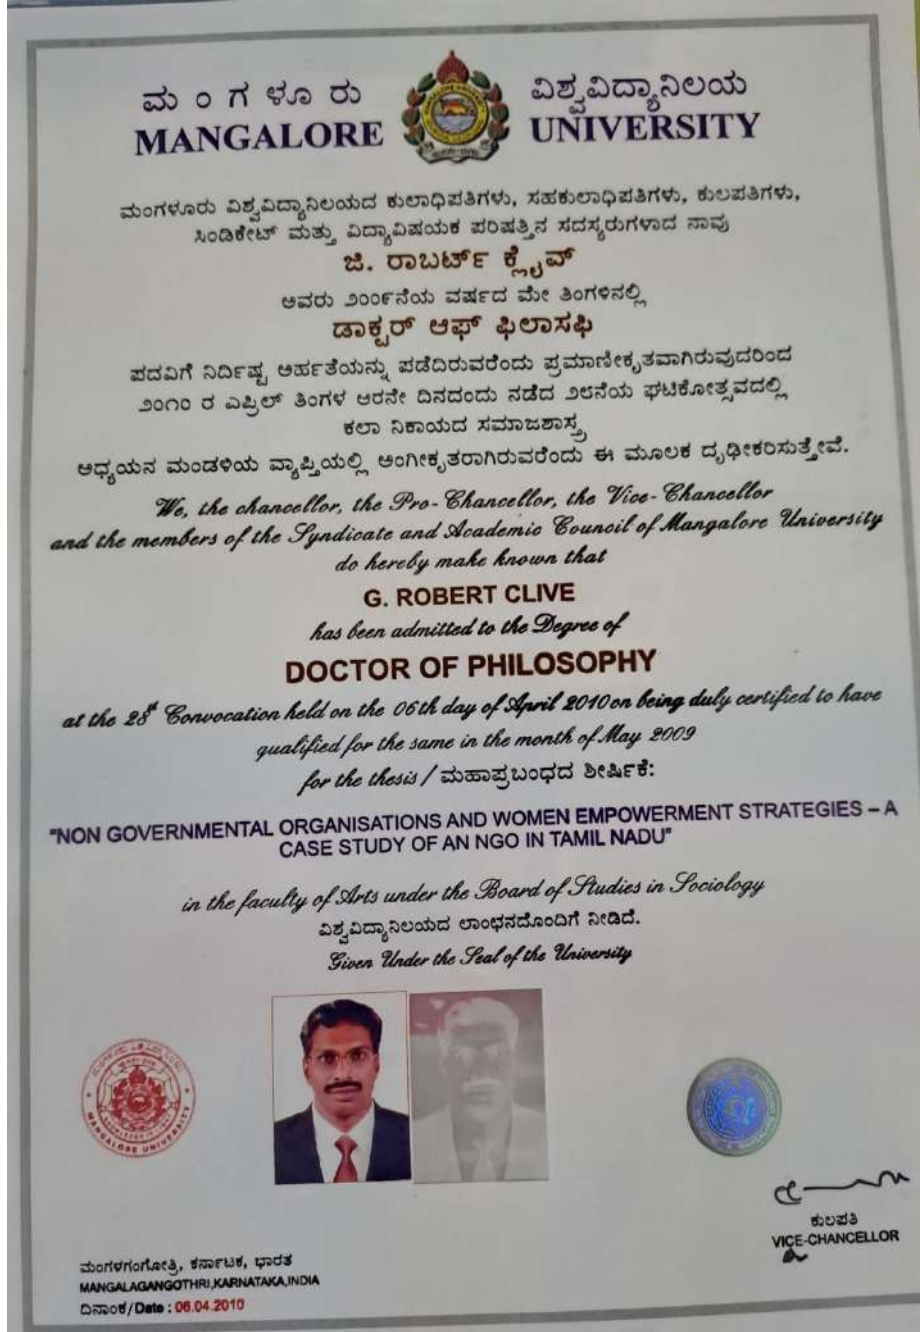 ಮಂಗಳೂರು ವಿಶ್ವವಿದ್ಯಾನಿಲಯ
MANGALORE UNIVERSITY
ಮಂಗಳೂರು ವಿಶ್ವವಿದ್ಯಾನಿಲಯದ ಕುಲಾಧಿಪತಿಗಳು, ಸಹಕುಲಾಧಿಪತಿಗಳು, ಕುಲಪತಿಗಳು,
ಸಿಂಡಿಕೇಟ್ ಮತ್ತು ವಿದ್ಯಾವಿಷಯಕ ಪರಿಷತ್ತಿನ ಸದಸ್ಯರುಗಳಾದ ನಾವು
ಜಿ. ರಾಬರ್ಟ್ ಕ್ಲೈವ್
ಅವರು ೨೦೦೯ನೆಯ ವರ್ಷದ ಮೇ ತಿಂಗಳಿನಲ್ಲಿ
ಡಾಕ್ಟರ್ ಆಫ್ ಫಿಲಾಸಫಿ
ಪದವಿಗೆ ನಿರ್ದಿಷ್ಟ ಅರ್ಹತೆಯನ್ನು ಪಡೆದಿರುವರೆಂದು ಪ್ರಮಾಣೀಕೃತವಾಗಿರುವುದರಿಂದ
೨೦೧೦ ರ ಎಪ್ರಿಲ್ ತಿಂಗಳ ಆರನೇ ದಿನದಂದು ನಡೆದ ೨೮ನೆಯ ಘಟಿಕೋತ್ಸವದಲ್ಲಿ
ಕಲಾ ನಿಕಾಯದ ಸಮಾಜಶಾಸ್ತ್ರ
ಅಧ್ಯಯನ ಮಂಡಳಿಯ ವ್ಯಾಪ್ತಿಯಲ್ಲಿ ಅಂಗೀಕೃತರಾಗಿರುವರೆಂದು ಈ ಮೂಲಕ ದೃಢೀಕರಿಸುತ್ತೇವೆ.
We, the chancellor, the Pro-Chancellor, the Vice-Chancellor
and the members of the Syndicate and Academic Council of Mangalore University
do hereby make known that
G. ROBERT CLIVE
has been admitted to the Degree of
DOCTOR OF PHILOSOPHY
at the 28th Convocation held on the 06th day of April 2010 on being duly certified to have
qualified for the same in the month of May 2009
for the thesis / ಮಹಾಪ್ರಬಂಧದ ಶೀರ್ಷಿಕೆ:
"NON GOVERNMENTAL ORGANISATIONS AND WOMEN EMPOWERMENT STRATEGIES – A
CASE STUDY OF AN NGO IN TAMIL NADU"
in the faculty of Arts under the Board of Studies in Sociology
ವಿಶ್ವವಿದ್ಯಾನಿಲಯದ ಲಾಂಛನದೊಂದಿಗೆ ನೀಡಿದೆ.
Given Under the Seal of the University
MANGALORE UNIVERSITY
ಕುಲಪತಿ
VICE-CHANCELLOR
ಮಂಗಳಗಂಗೋತ್ರಿ, ಕರ್ನಾಟಕ, ಭಾರತ
MANGALAGANGOTHRI,KARNATAKA,INDIA
ದಿನಾಂಕ/Date : 06.04.2010